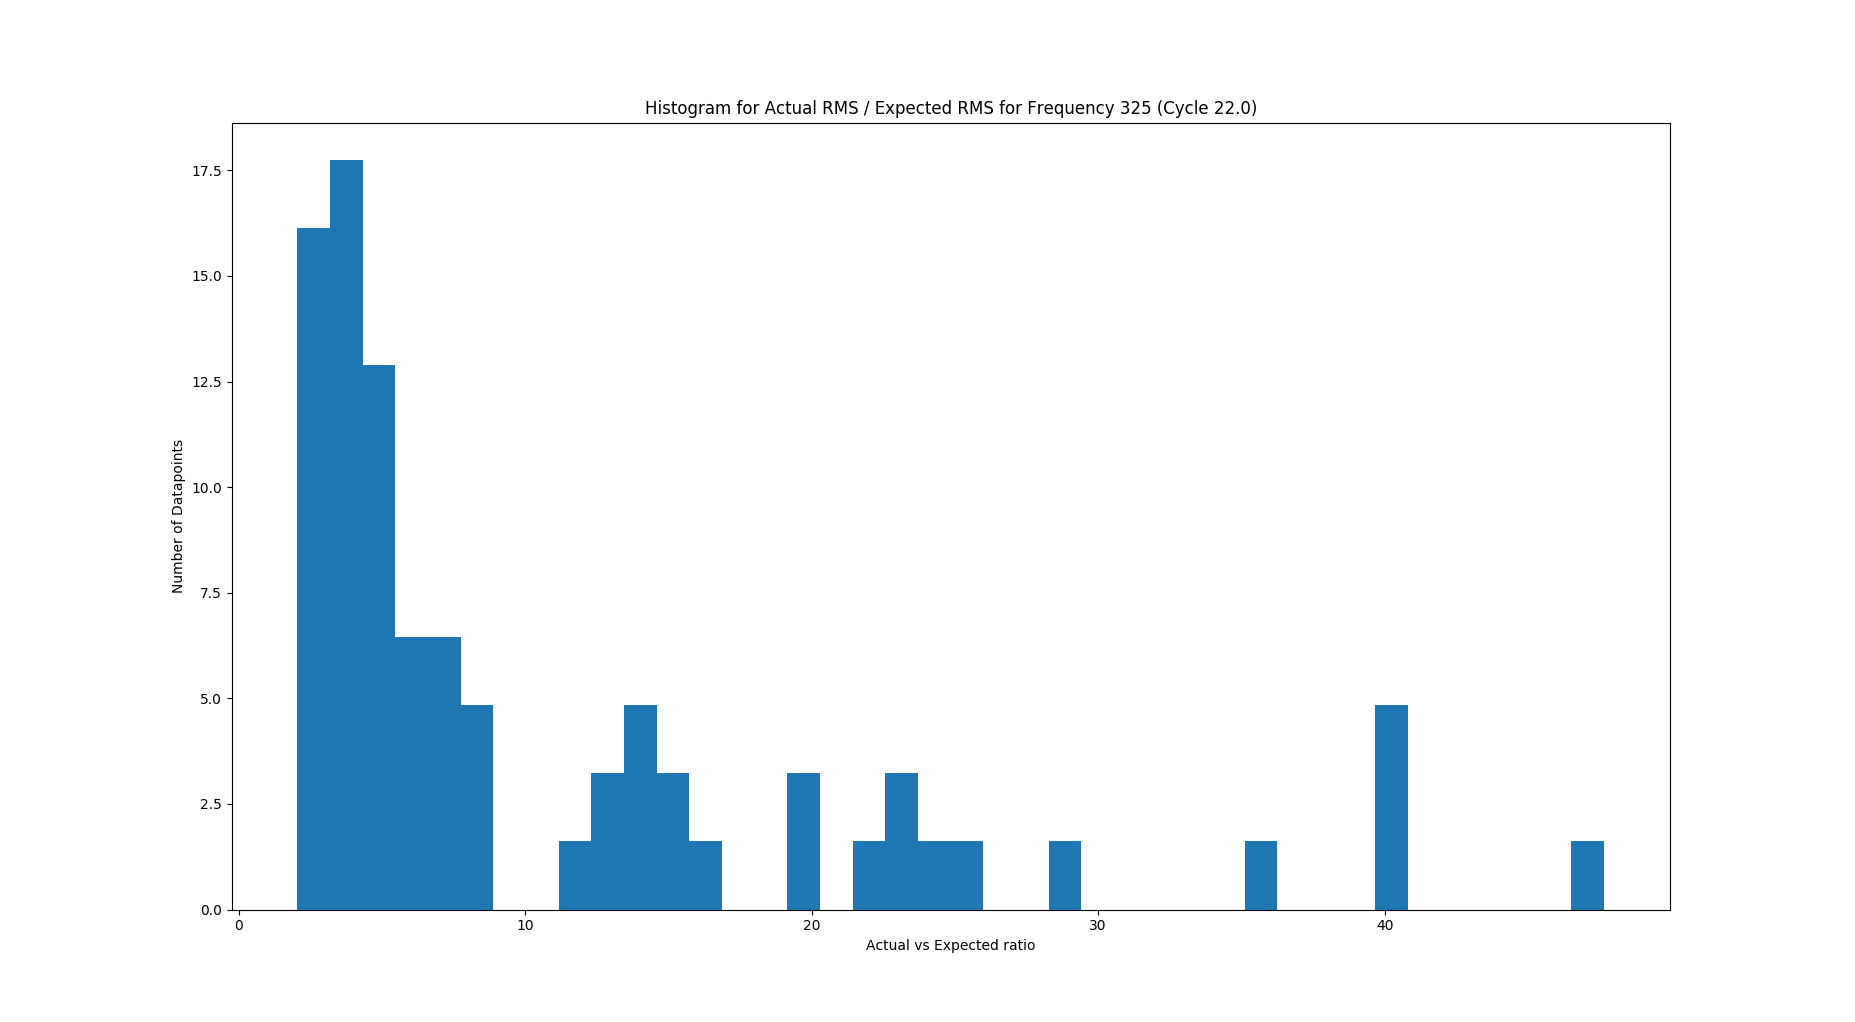 Histogram for Actual RMS / Expected RMS for Frequency 325 (Cycle 22.0)
17.5
15.0
12.5
10.0
7.5
5.0
2.5
0.0
Number of Datapoints
0 10 20 30 40
Actual vs Expected ratio